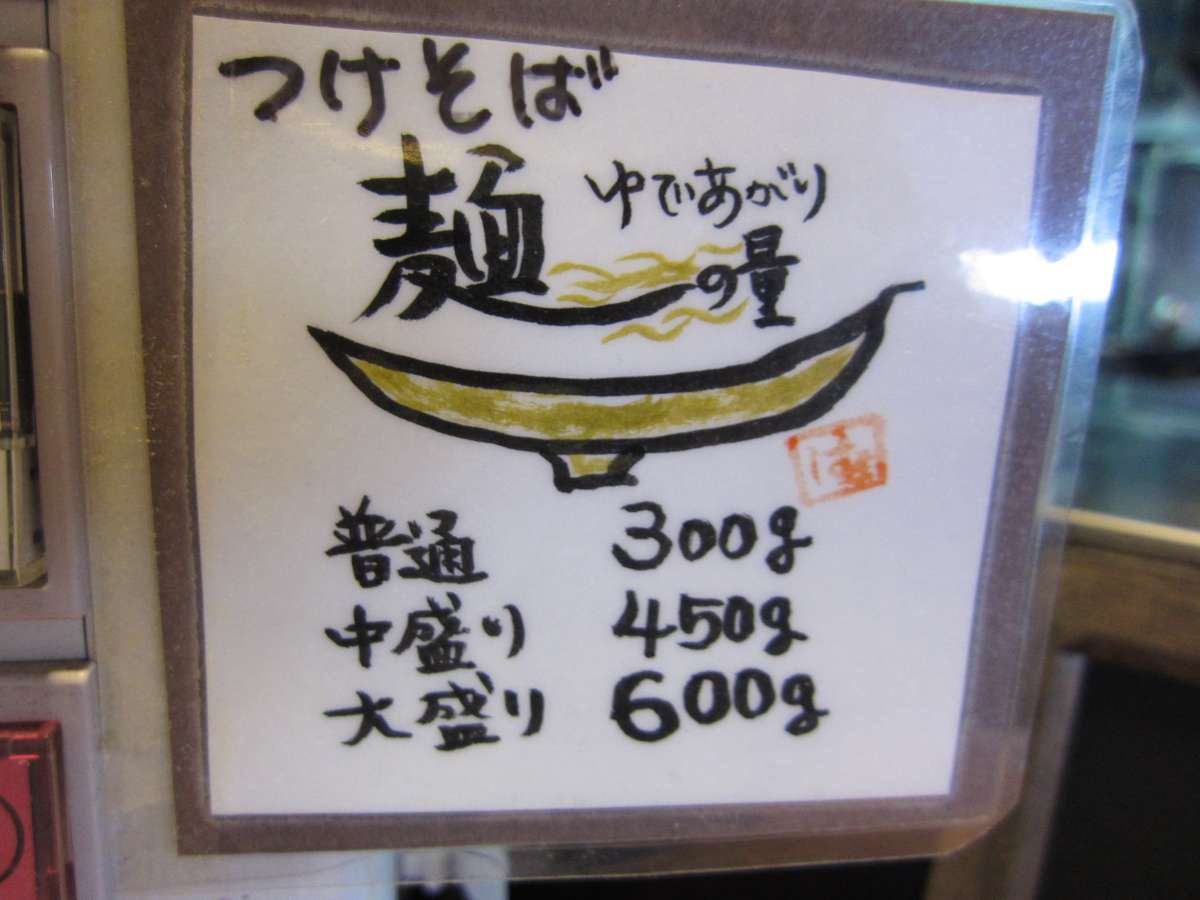 つけそば
麺 ゆであがり
の量
普通 300g
中盛り 450g
大盛り 600g